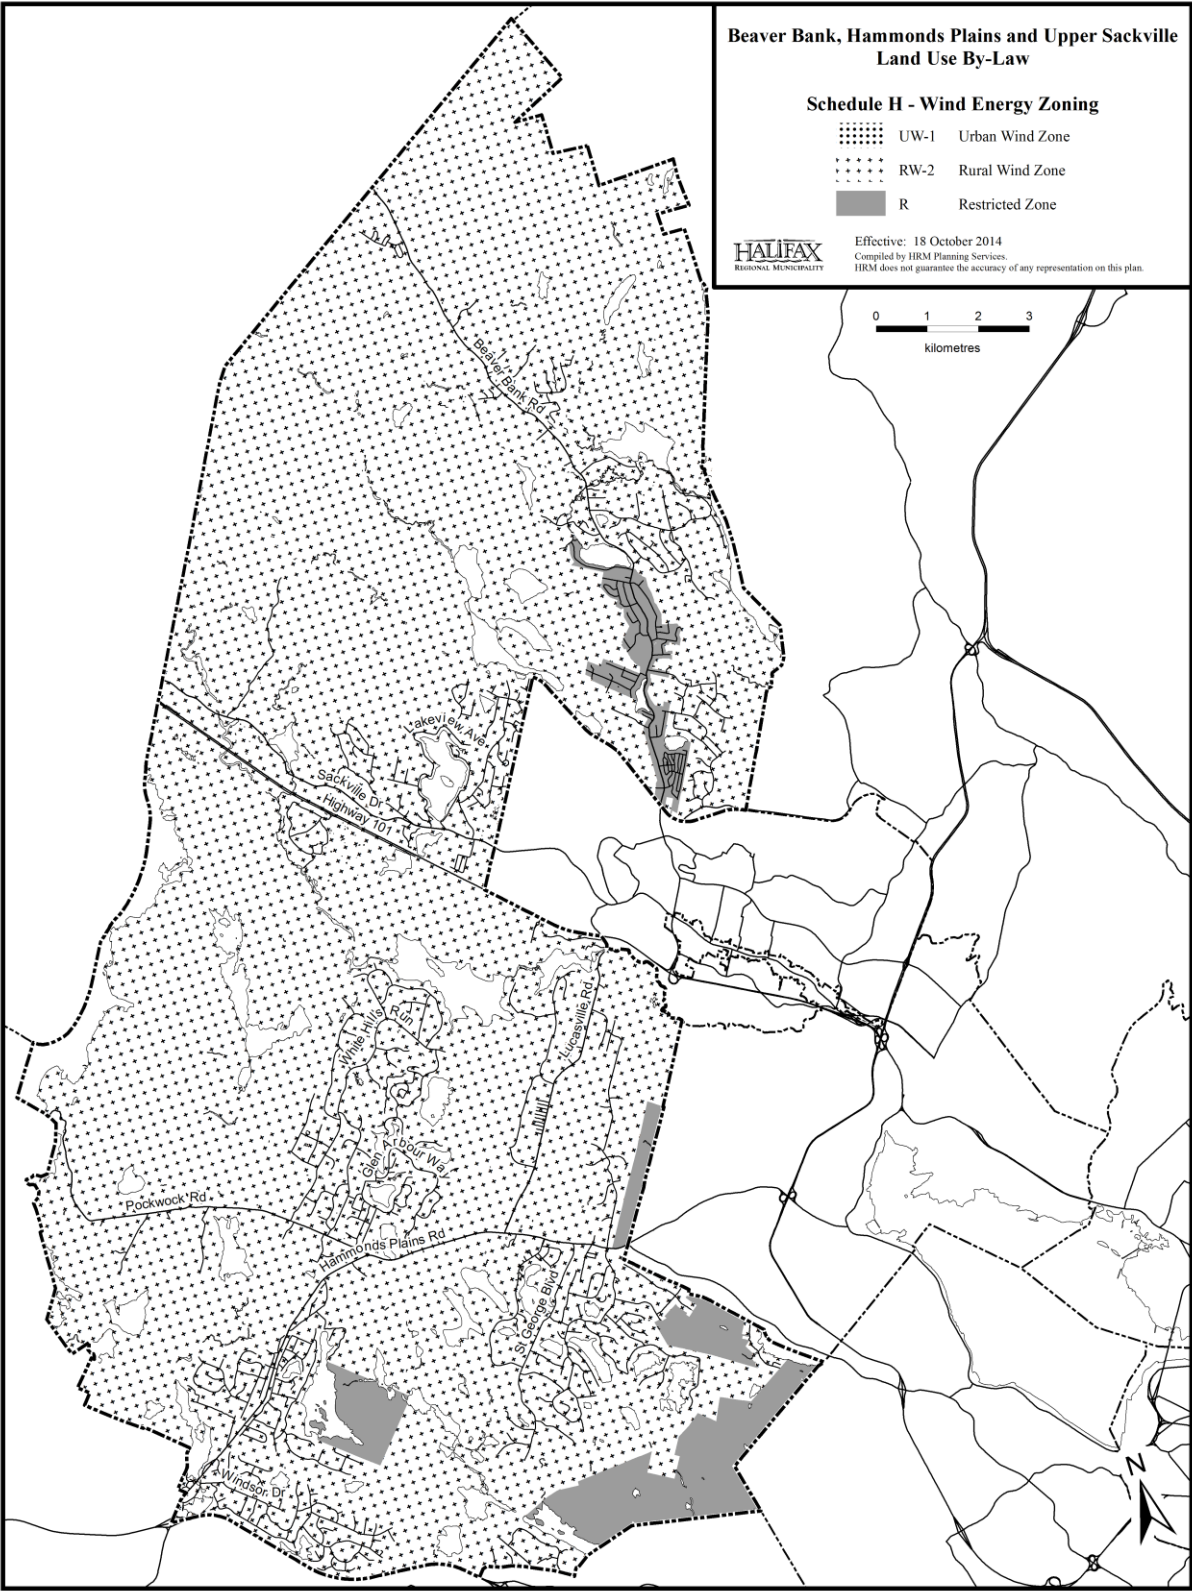 Beaver Bank, Hammonds Plains and Upper Sackville
Land Use By-Law
Schedule H - Wind Energy Zoning
UW-1 Urban Wind Zone
RW-2 Rural Wind Zone
R Restricted Zone
HALIFAX
REGIONAL MUNICIPALITY
Effective: 18 October 2014
Compiled by HRM Planning Services.
HRM does not guarantee the accuracy of any representation on this plan.
0 1 2 3
kilometres
Beaver Bank Rd
Lakeview Ave
Sackville Dr
Highway 101
White Hills Run
Lucasville Rd
Glen Arbour Wa
Pockwock Rd
Hammonds Plains Rd
St George Blvd
Windsor Dr
N